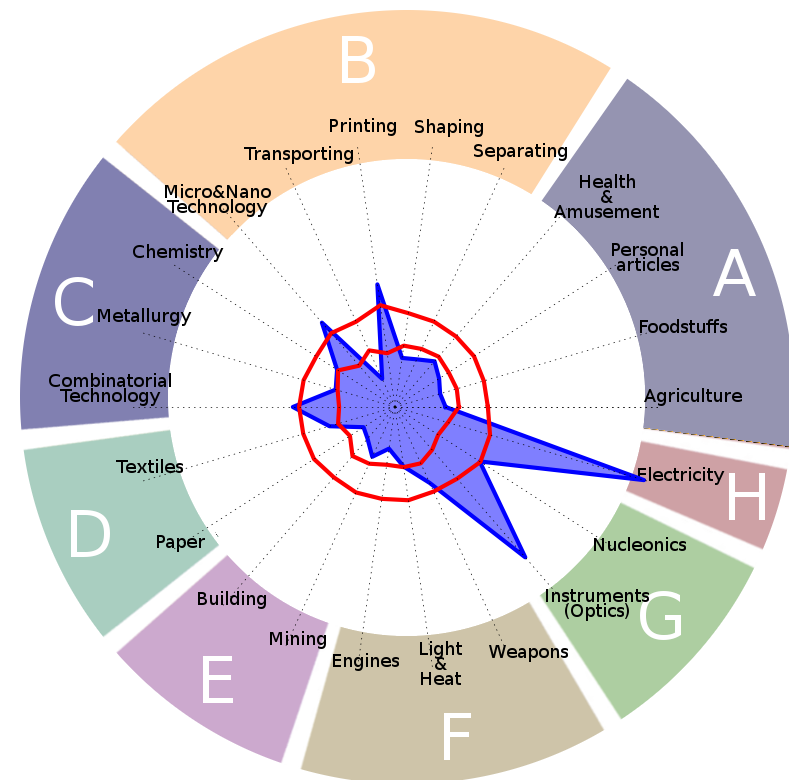 B
Printing
Shaping
Transporting
Separating
Micro&Nano
Technology
Health
&
Amusement
Chemistry
Personal
articles
A
C
Metallurgy
Foodstuffs
Combinatorial
Technology
Agriculture
Textiles
Electricity
H
D
Paper
Nucleonics
Building
Instruments
(Optics)
G
Mining
Engines
Light
&
Heat
Weapons
E
F